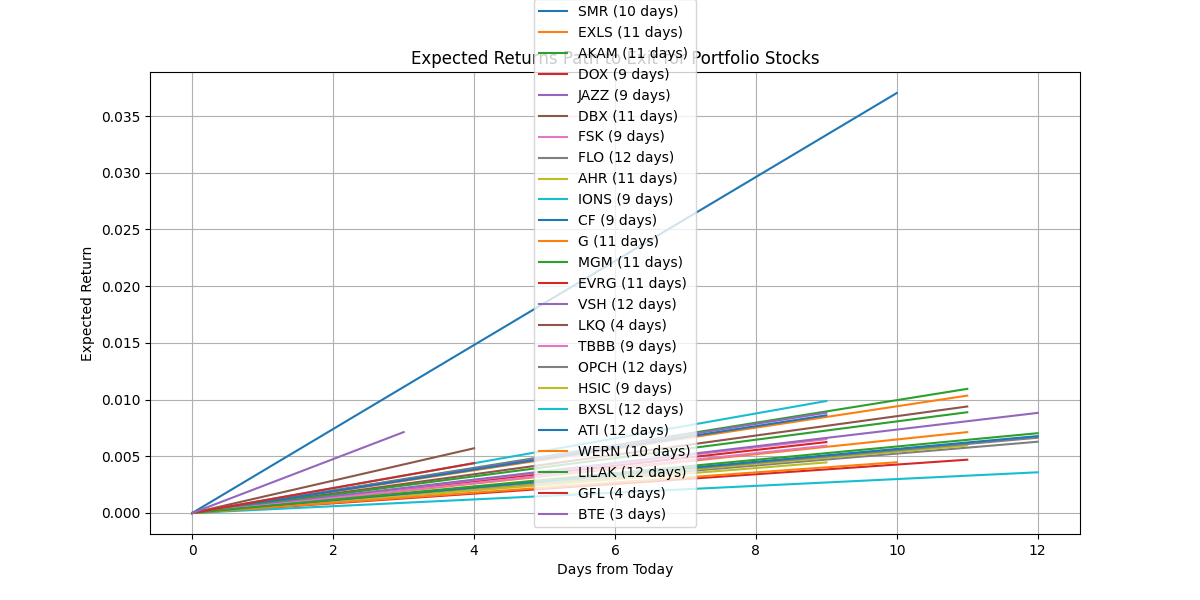 SMR (10 days)
EXLS (11 days)
AKAM (11 days)
Expected Returns Path to Exit for Portfolio Stocks
DOX (9 days)
JAZZ (9 days)
DBX (11 days)
FSK (9 days)
FLO (12 days)
AHR (11 days)
IONS (9 days)
CF (9 days)
G (11 days)
MGM (11 days)
EVRG (11 days)
VSH (12 days)
LKQ (4 days)
TBBB (9 days)
OPCH (12 days)
HSIC (9 days)
BXSL (12 days)
ATI (12 days)
WERN (10 days)
LILAK (12 days)
GFL (4 days)
BTE (3 days)
Expected Return
0.035
0.030
0.025
0.020
0.015
0.010
0.005
0.000
0 2 4 6 8 10 12
Days from Today